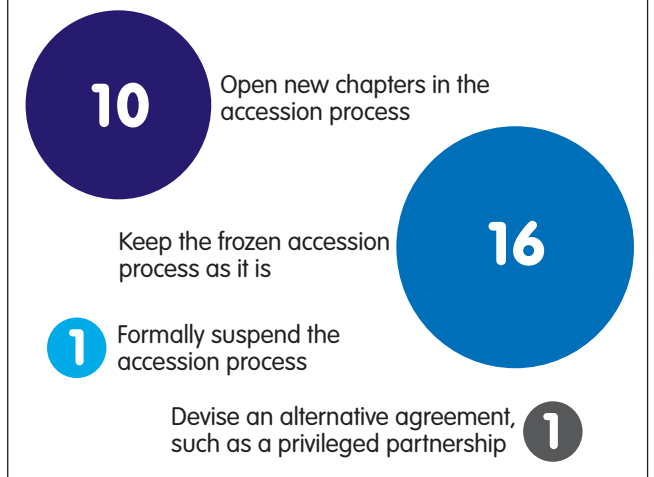 10
Open new chapters in the
accession process
Keep the frozen accession
process as it is
16
1
Formally suspend the
accession process
Devise an alternative agreement,
such as a privileged partnership
1